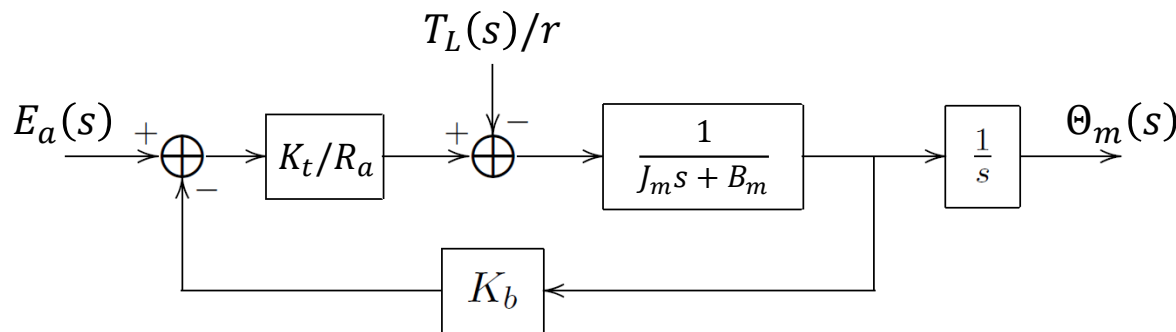 T_L(s)/r
E_a(s)
+
−
K_t/R_a
+
−
1
J_m s + B_m
1
s
Θ_m(s)
K_b